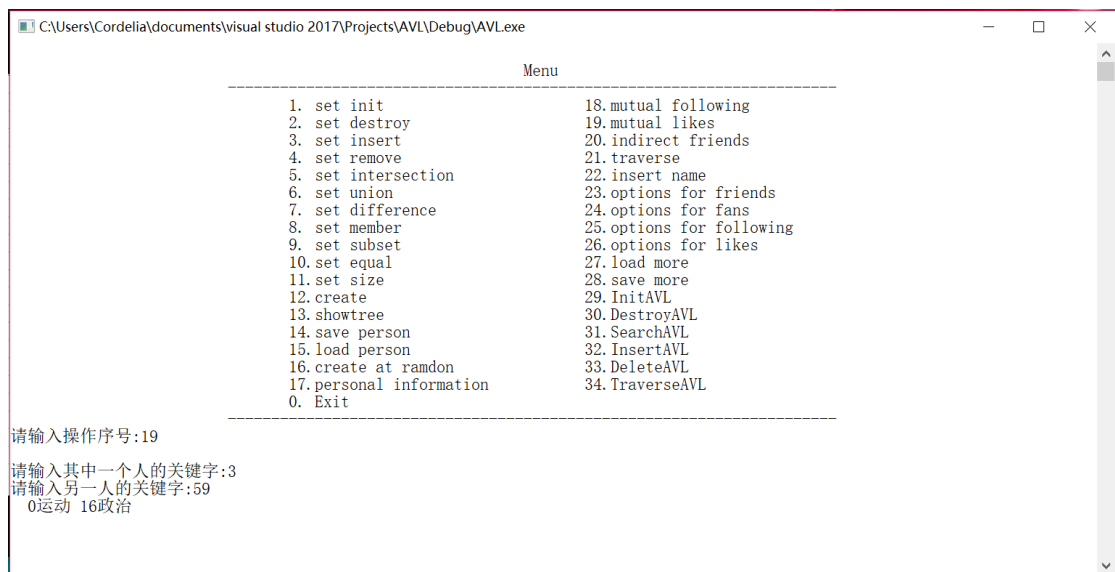 C:\Users\Cordelia\documents\visual studio 2017\Projects\AVL\Debug\AVL.exe
Menu
1. set init 18.mutual following
2. set destroy 19.mutual likes
3. set insert 20.indirect friends
4. set remove 21.traverse
5. set intersection 22.insert name
6. set union 23.options for friends
7. set difference 24.options for fans
8. set member 25.options for following
9. set subset 26.options for likes
10.set equal 27.load more
11.set size 28.save more
12.create 29.InitAVL
13.showtree 30.DestroyAVL
14.save person 31.SearchAVL
15.load person 32.InsertAVL
16.create at ramdon 33.DeleteAVL
17.personal information 34.TraverseAVL
0. Exit
请输入操作序号:19
请输入其中一个人的关键字:3
请输入另一人的关键字:59
0运动 16政治